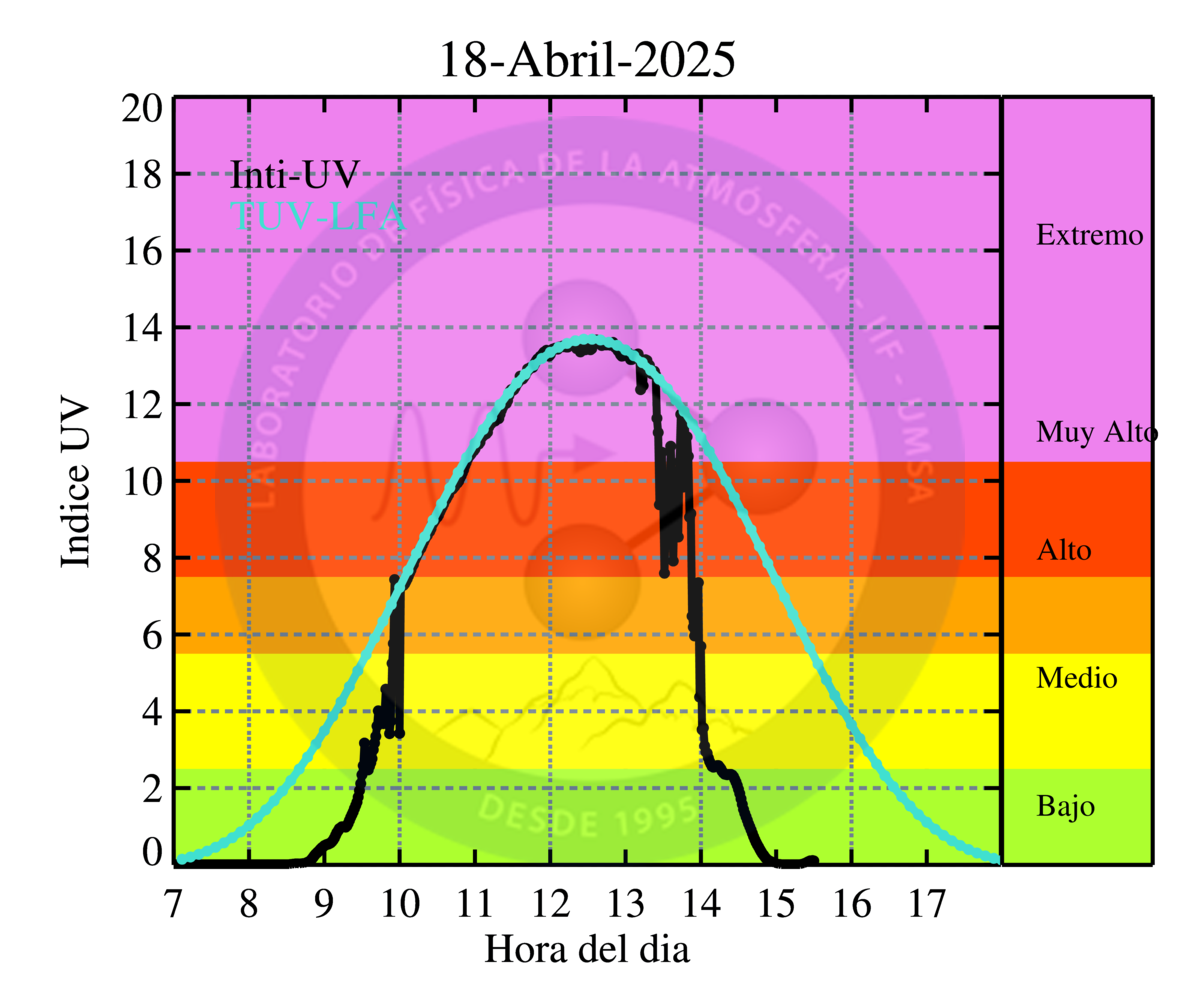 18-Abril-2025
20
18
16
14
12
10
8
6
4
2
0
Indice UV
Inti-UV
TUV-LFA
LABORATORIO DE FÍSICA DE LA ATMÓSFERA - IIF - UMSA
DESDE 1995
Extremo
Muy Alto
Alto
Medio
Bajo
7 8 9 10 11 12 13 14 15 16 17
Hora del dia